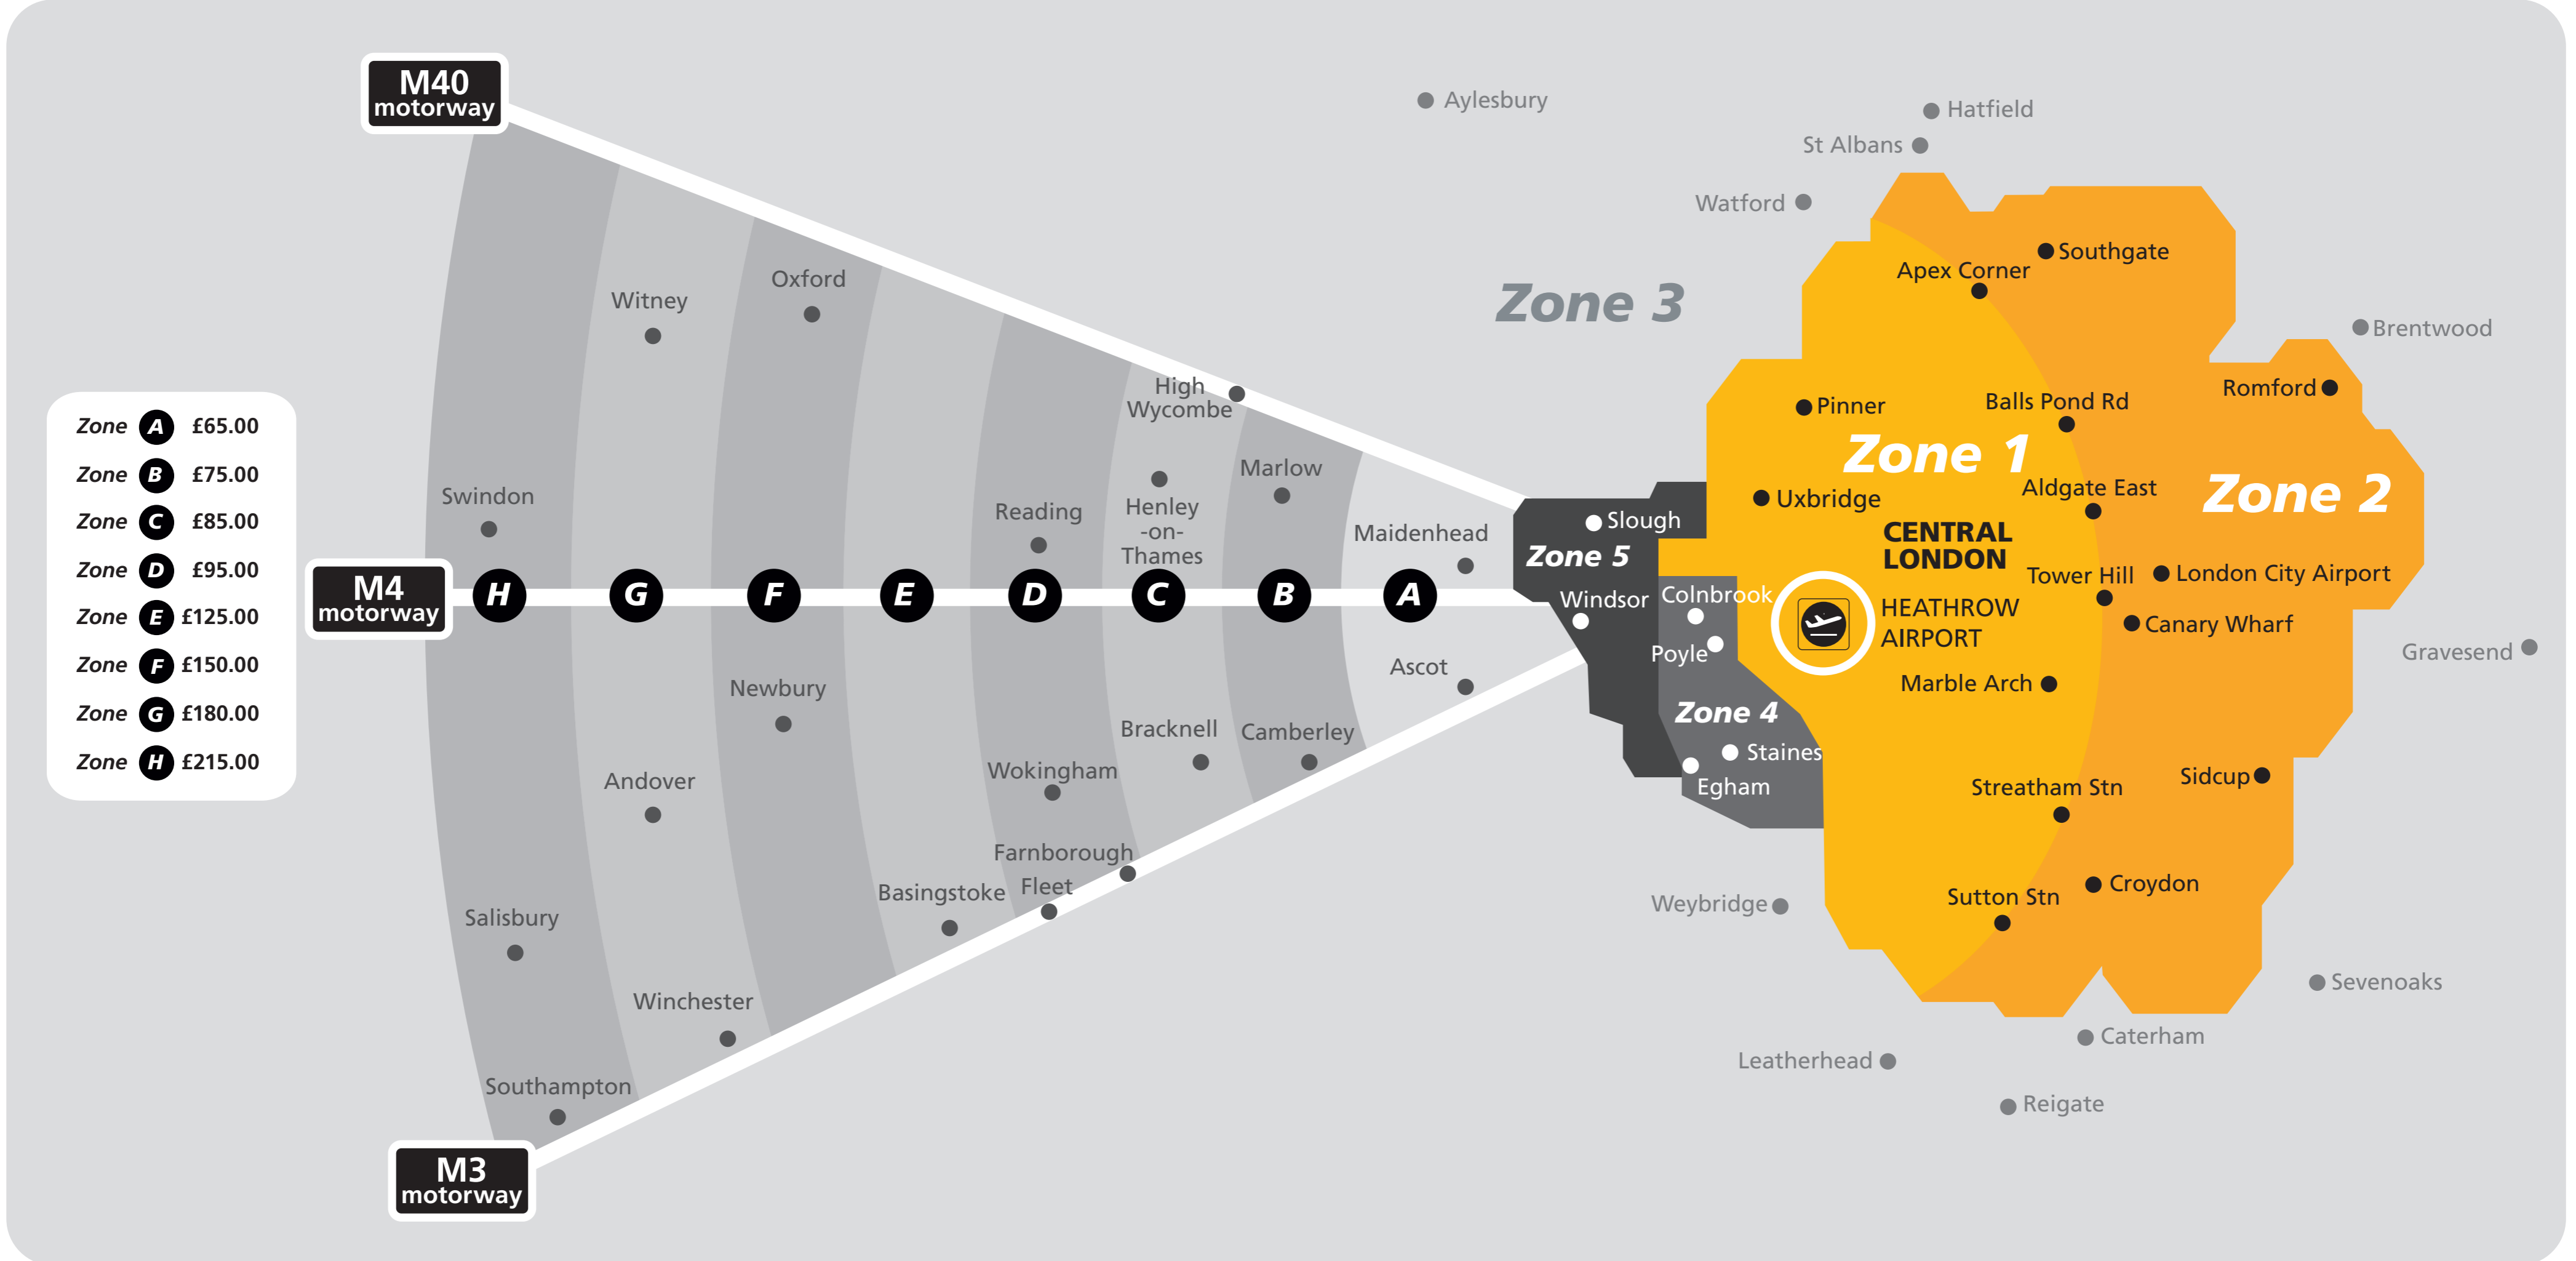 M40
motorway
Aylesbury
Hatfield
St Albans
Watford
Southgate
Apex Corner
Oxford
Witney
Zone 3
Brentwood
High
Wycombe
Romford
Pinner
Balls Pond Rd
Zone A £65.00
Zone B £75.00
Zone C £85.00
Zone D £95.00
Zone E £125.00
Zone F £150.00
Zone G £180.00
Zone H £215.00
Zone 1
Marlow
Swindon
Aldgate East
Zone 2
Uxbridge
Reading
Henley
-on-
Thames
Slough
Maidenhead
CENTRAL
LONDON
Zone 5
Tower Hill
London City Airport
M4
motorway
H
G
F
E
D
C
B
A
Windsor
Colnbrook
HEATHROW
AIRPORT
Canary Wharf
Gravesend
Poyle
Ascot
Marble Arch
Newbury
Zone 4
Bracknell
Camberley
Staines
Wokingham
Sidcup
Andover
Egham
Streatham Stn
Farnborough
Fleet
Basingstoke
Croydon
Weybridge
Sutton Stn
Salisbury
Sevenoaks
Winchester
Caterham
Leatherhead
Southampton
Reigate
M3
motorway